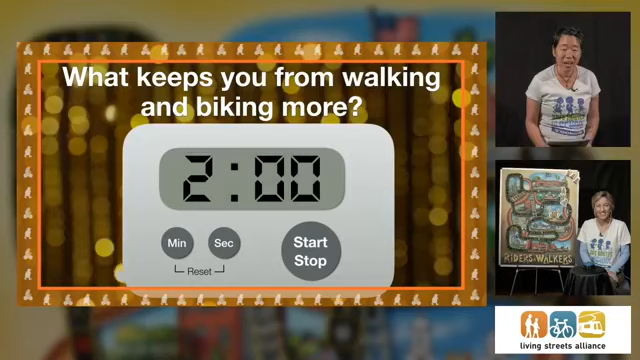 What keeps you from walking
and biking more?
2:00
Min
Sec
Start
Stop
Reset
RIDERS & WALKERS
living streets alliance